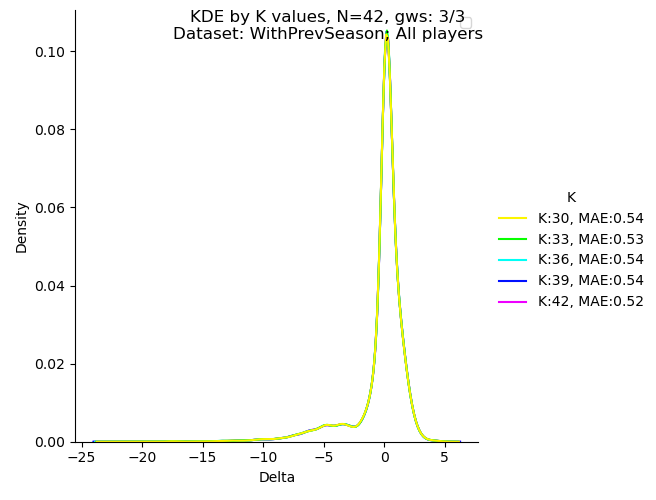 KDE by K values, N=42, gws: 3/3
Dataset: WithPrevSeason, All players
0.10
0.08
0.06
0.04
0.02
0.00
Density
−25
−20
−15
−10
−5
0
5
Delta
K
K:30, MAE:0.54
K:33, MAE:0.53
K:36, MAE:0.54
K:39, MAE:0.54
K:42, MAE:0.52